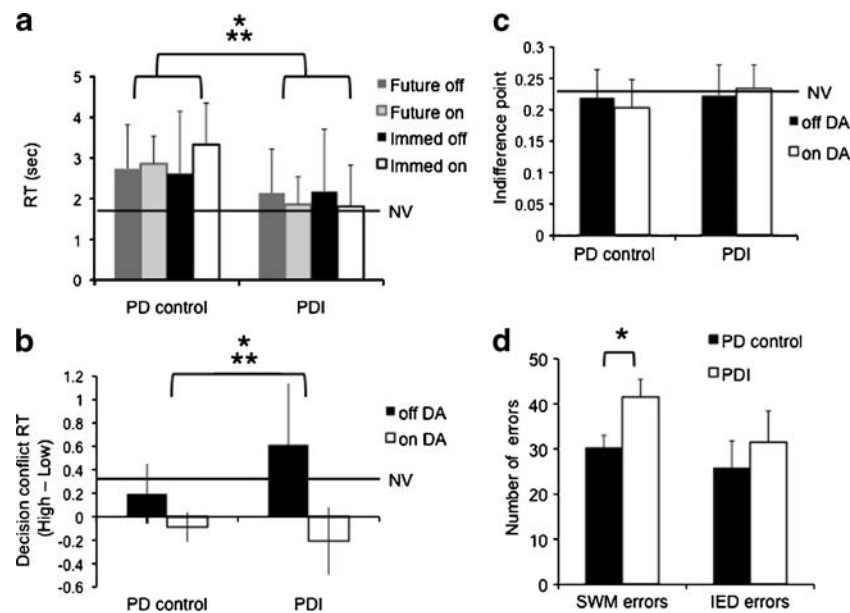 a
*
**
5
4
3
2
1
0
RT (sec)
Future off
Future on
Immed off
Immed on
NV
PD control
PDI
b
*
**
1.2
1
0.8
0.6
0.4
0.2
0
-0.2
-0.4
-0.6
Decision conflict RT
(High – Low)
off DA
on DA
NV
PD control
PDI
c
0.3
0.25
0.2
0.15
0.1
0.05
0
Indifference point
NV
off DA
on DA
PD control
PDI
d
*
50
40
30
20
10
0
Number of errors
PD control
PDI
SWM errors
IED errors